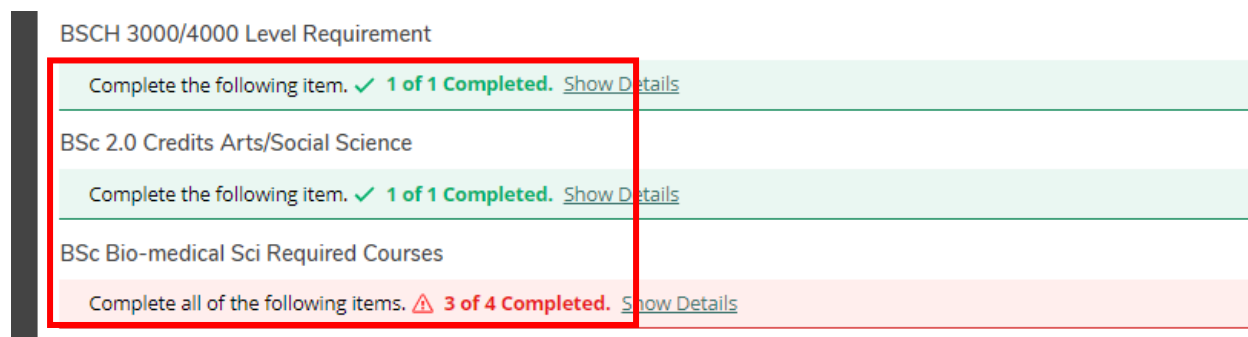 BSCH 3000/4000 Level Requirement
Complete the following item. ✓ 1 of 1 Completed. Show Details
BSc 2.0 Credits Arts/Social Science
Complete the following item. ✓ 1 of 1 Completed. Show Details
BSc Bio-medical Sci Required Courses
Complete all of the following items. ⚠ 3 of 4 Completed. Show Details